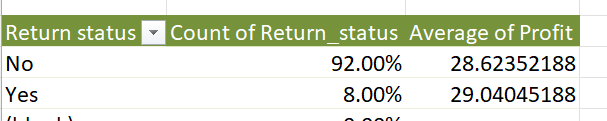 Return status Count of Return_status Average of Profit
No 92.00% 28.62352188
Yes 8.00% 29.04045188